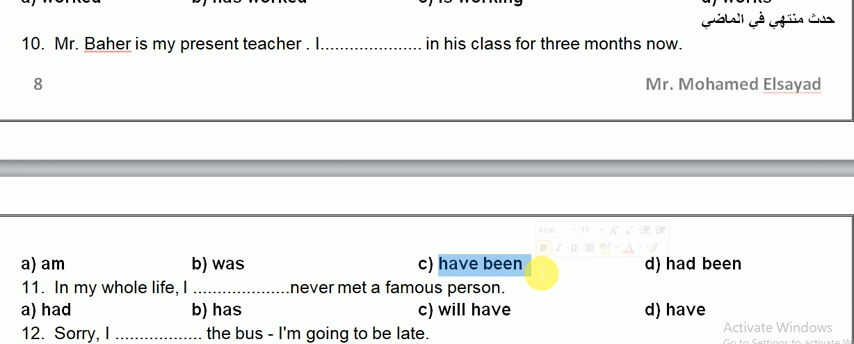 حدث منتهي في الماضي
10. Mr. Baher is my present teacher . I...................... in his class for three months now.
8 Mr. Mohamed Elsayad
Arial 11
a) am b) was c) have been d) had been
11. In my whole life, I .....................never met a famous person.
a) had b) has c) will have d) have
12. Sorry, I ................... the bus - I'm going to be late.
Activate Windows